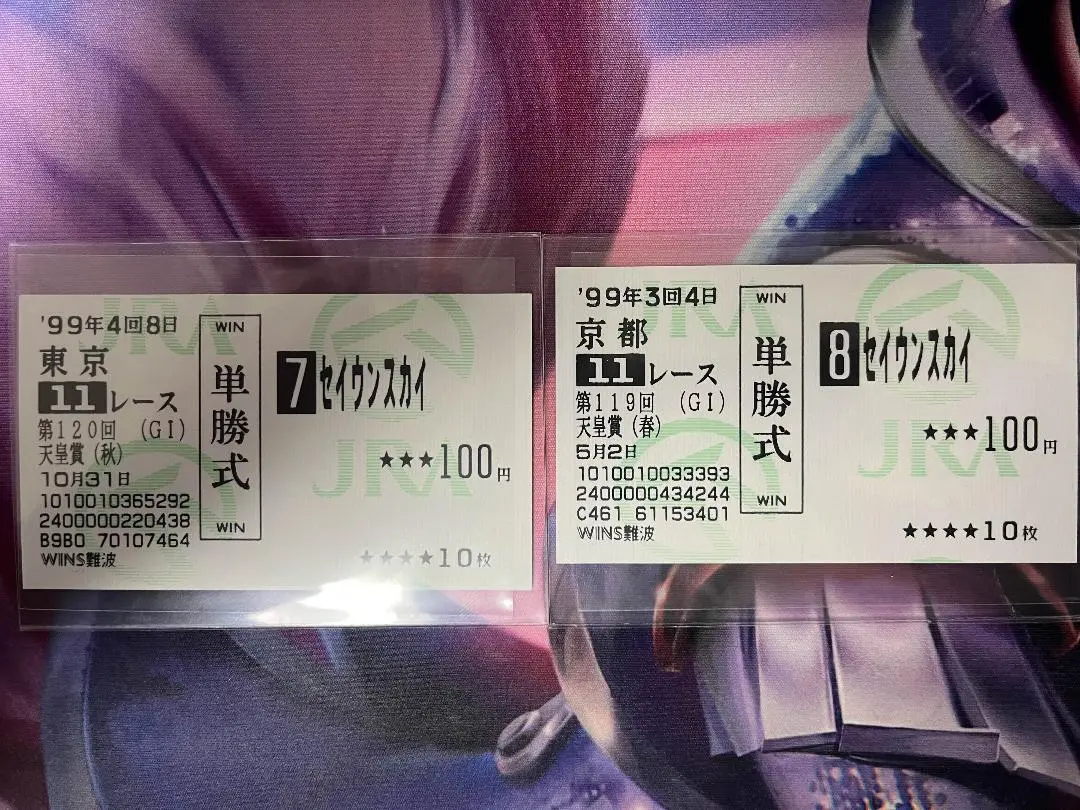 '99年4回8日
東京
11レース
第120回 (GI)
天皇賞(秋)
10月31日
1010010365292
2400000220438
B9B0 70107464
WINS難波
WIN
単勝式
WIN
7 セイウンスカイ
★★★100円
★★★★10枚
JRA
JRA
'99年3回4日
京都
11レース
第119回 (GI)
天皇賞(春)
5月2日
1010010033393
2400000434244
C461 61153401
WINS難波
WIN
単勝式
WIN
8 セイウンスカイ
★★★100円
★★★★10枚
JRA
JRA